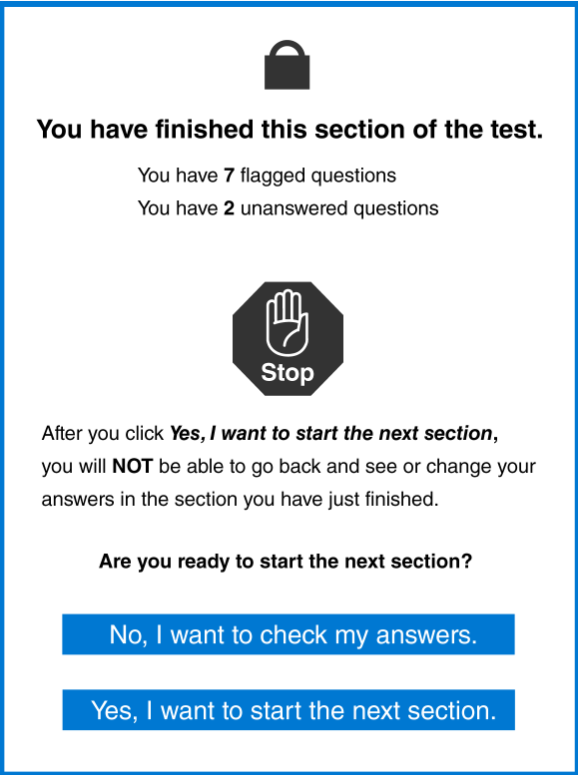 You have finished this section of the test.
You have 7 flagged questions
You have 2 unanswered questions
Stop
After you click Yes, I want to start the next section,
you will NOT be able to go back and see or change your
answers in the section you have just finished.
Are you ready to start the next section?
No, I want to check my answers.
Yes, I want to start the next section.